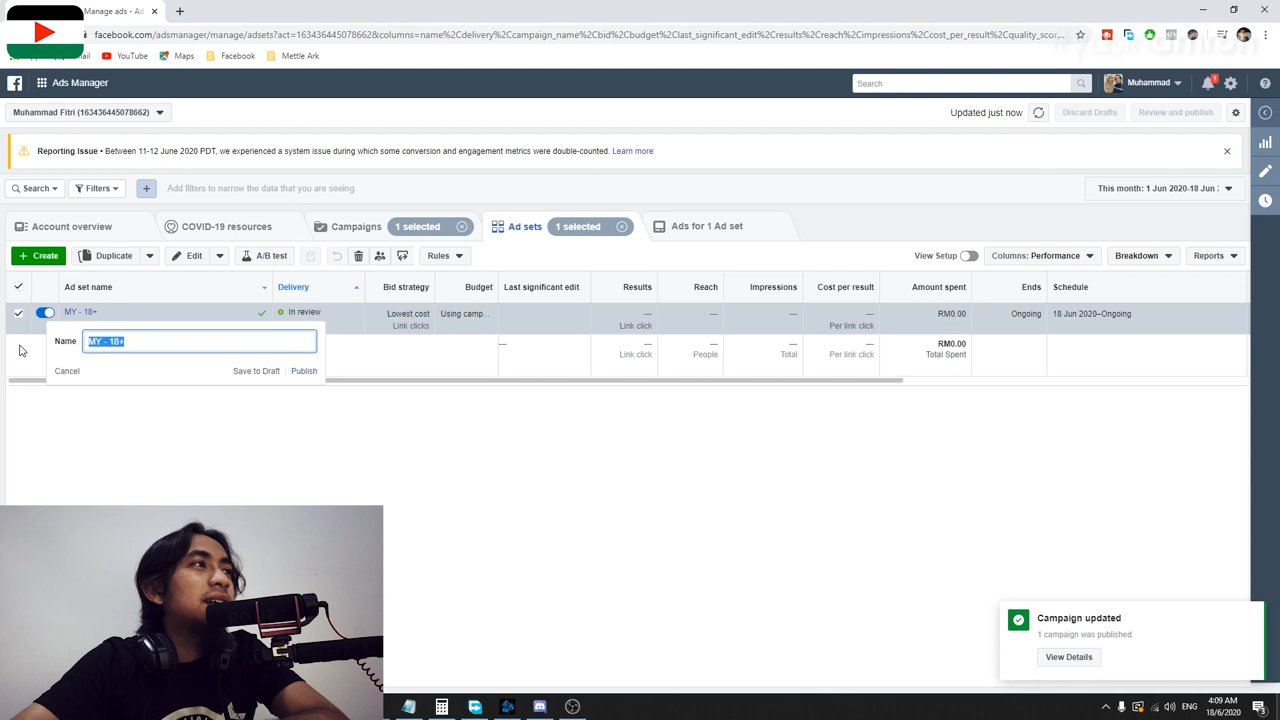 Manage ads - Ad
facebook.com/adsmanager/manage/adsets?act=163436445078662&columns=name%2Cdelivery%2Ccampaign_name%2Cbid%2Cbudget%2Clast_significant_edit%2Cresults%2Creach%2Cimpressions%2Ccost_per_result%2Cquality_scor...
YouTube
Maps
Facebook
Mettle Ark
Ads Manager
Search
Muhammad
1
Muhammad Fitri (163436445078662)
Updated just now
Discard Drafts
Review and publish
Reporting Issue • Between 11-12 June 2020 PDT, we experienced a system issue during which some conversion and engagement metrics were double-counted. Learn more
Search
Filters
Add filters to narrow the data that you are seeing.
This month: 1 Jun 2020-18 Jun
Account overview
COVID-19 resources
Campaigns
1 selected
Ad sets
1 selected
Ads for 1 Ad set
+ Create
Duplicate
Edit
A/B test
Rules
View Setup
Columns: Performance
Breakdown
Reports
Ad set name
Delivery
Bid strategy
Budget
Last significant edit
Results
Reach
Impressions
Cost per result
Amount spent
Ends
Schedule
MY - 18+
In review
Lowest cost
Link clicks
Using camp...
—
—
Link click
—
—
—
Per link click
RM0.00
Ongoing
18 Jun 2020–Ongoing
Name
MY - 18+
—
—
Link click
—
People
—
Total
—
Per link click
RM0.00
Total Spent
Cancel
Save to Draft
Publish
Campaign updated
1 campaign was published.
View Details
4:09 AM
18/6/2020
3